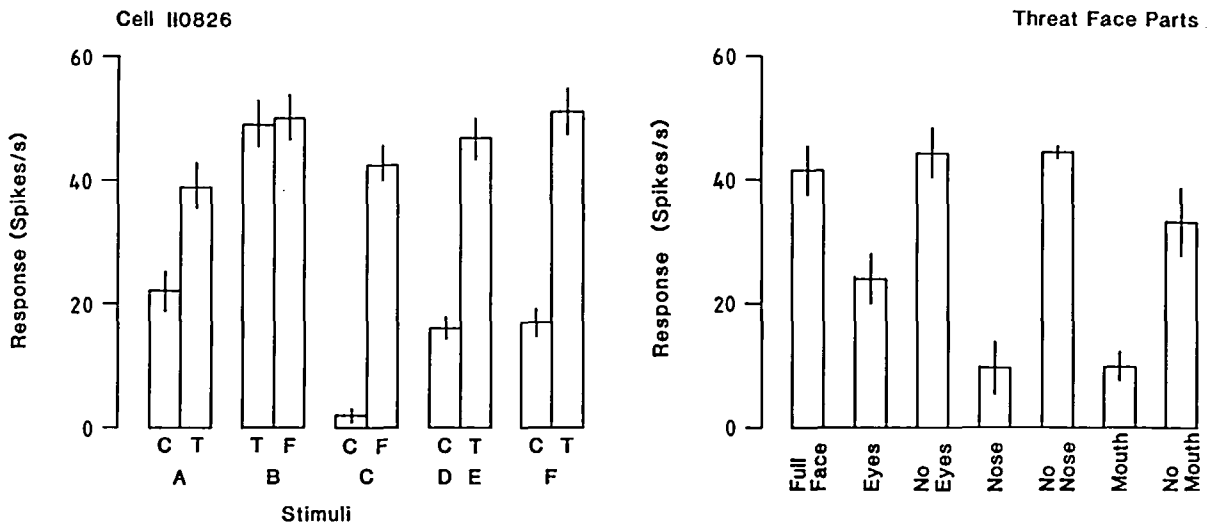 Cell II0826
60
40
20
0
Response (Spikes/s)
C T T F C F C T C T
A B C D E F
Stimuli
Threat Face Parts
60
40
20
0
Response (Spikes/s)
Full Face
Eyes
No Eyes
Nose
No Nose
Mouth
No Mouth